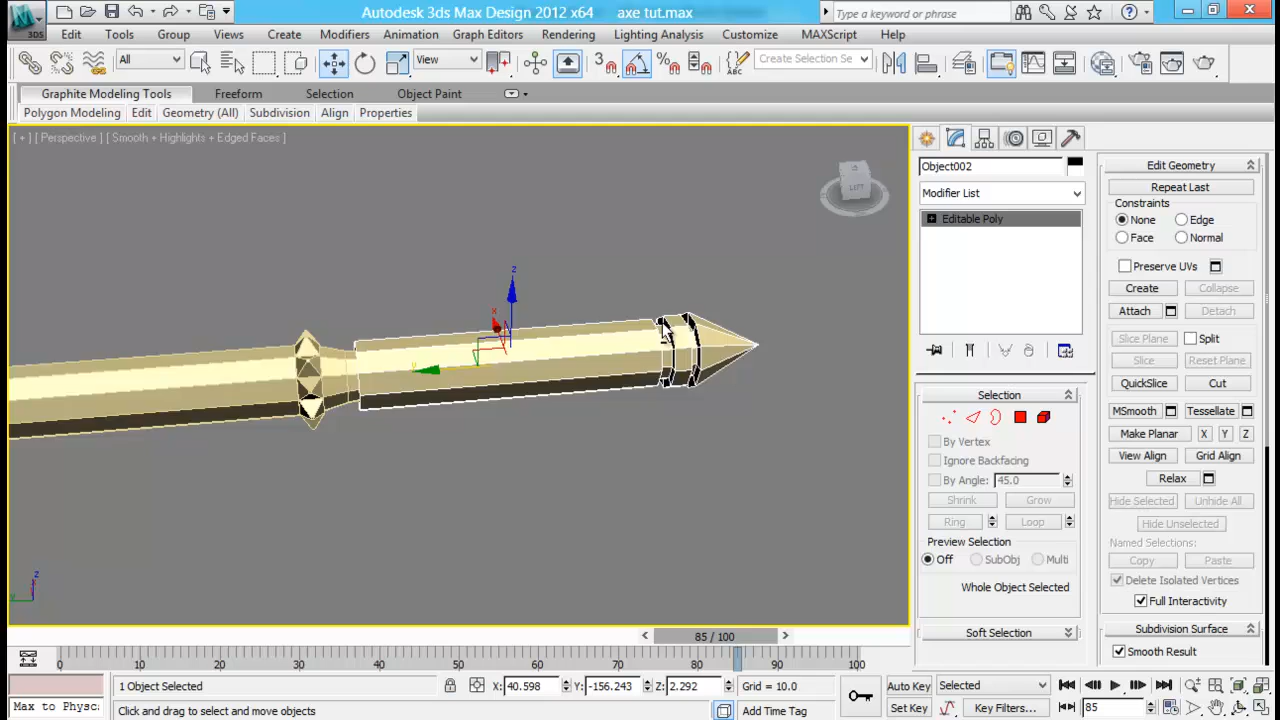 Autodesk 3ds Max Design 2012 x64 axe tut.max
Type a keyword or phrase
3DS
Edit Tools Group Views Create Modifiers Animation Graph Editors Rendering Lighting Analysis Customize MAXScript Help
All View 3 Create Selection Se
Graphite Modeling Tools Freeform Selection Object Paint
Polygon Modeling Edit Geometry (All) Subdivision Align Properties
[ + ] [ Perspective ] [ Smooth + Highlights + Edged Faces ]
LEFT
z
x
y
z
Object002
Modifier List
Editable Poly
Selection
By Vertex
Ignore Backfacing
By Angle: 45.0
Shrink Grow
Ring Loop
Preview Selection
Off SubObj Multi
Whole Object Selected
Soft Selection
Edit Geometry
Repeat Last
Constraints
None Edge
Face Normal
Preserve UVs
Create Collapse
Attach Detach
Slice Plane Split
Slice Reset Plane
QuickSlice Cut
MSmooth Tessellate
Make Planar X Y Z
View Align Grid Align
Relax
Hide Selected Unhide All
Hide Unselected
Named Selections:
Copy Paste
Delete Isolated Vertices
Full Interactivity
Subdivision Surface
Smooth Result
< 85 / 100 >
0 10 20 30 40 50 60 70 80 90 100
1 Object Selected X: 40.598 Y: -156.243 Z: 2.292 Grid = 10.0 Auto Key Selected
Max to Physc Click and drag to select and move objects Add Time Tag Set Key Key Filters... 85